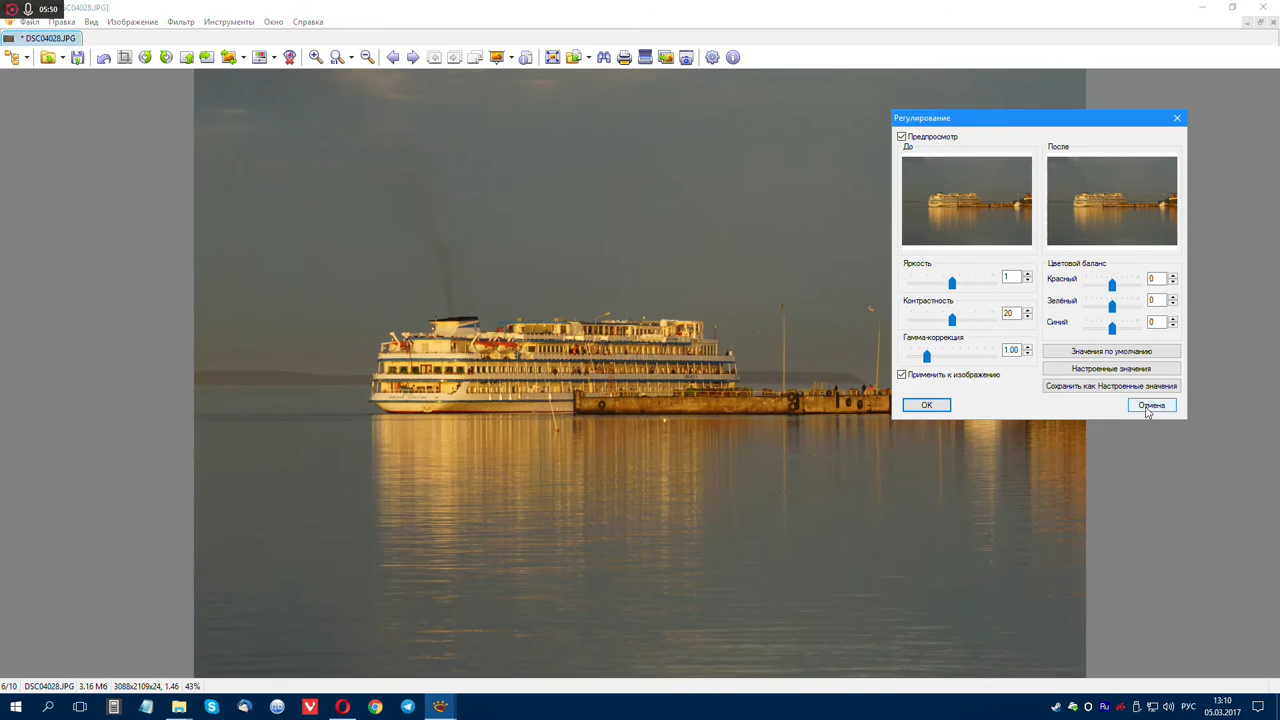 05:50
SC04028.JPG]
Файл Правка Вид Изображение Фильтр Инструменты Окно Справка
* DSC04028.JPG
Регулирование
Предпросмотр
До
После
Яркость
1
Контрастность
20
Гамма-коррекция
1.00
Применить к изображению
Цветовой баланс
Красный
0
Зелёный
0
Синий
0
Значения по умолчанию
Настроенные значения
Сохранить как Настроенные значения
OK
Отмена
6/10 DSC04028.JPG 3.16 Мб 3088x2109x24, 1.46 43%
Ru
РУС
13:10
05.03.2017